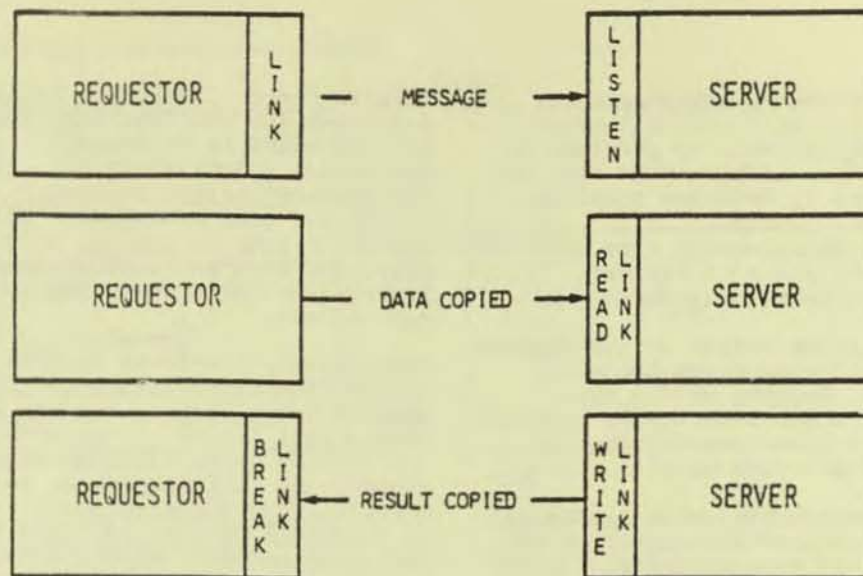 REQUESTOR
LINK
MESSAGE
LISTEN
SERVER
REQUESTOR
DATA COPIED
READ LINK
SERVER
REQUESTOR
BREAK LINK
RESULT COPIED
WRITE LINK
SERVER